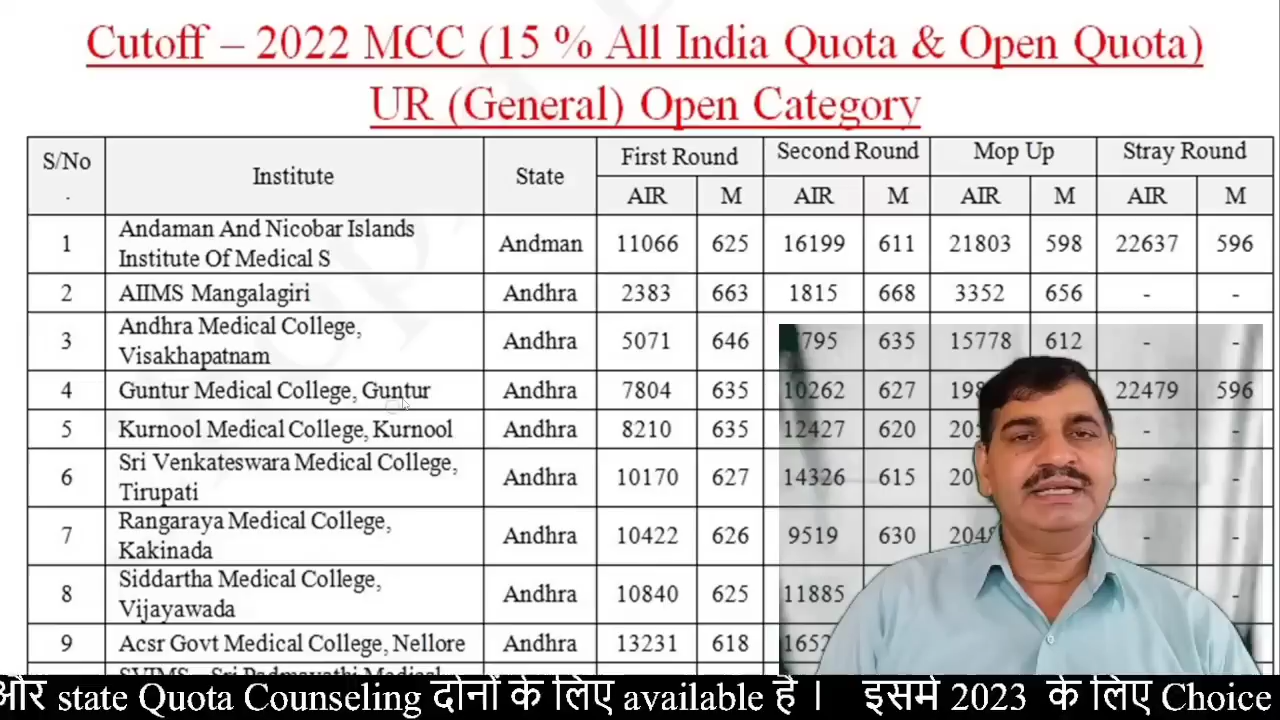 Cutoff – 2022 MCC (15 % All India Quota & Open Quota)
UR (General) Open Category
S/No. Institute State First Round Second Round Mop Up Stray Round
AIR M AIR M AIR M AIR M
1 Andaman And Nicobar Islands Institute Of Medical S Andman 11066 625 16199 611 21803 598 22637 596
2 AIIMS Mangalagiri Andhra 2383 663 1815 668 3352 656 - -
3 Andhra Medical College, Visakhapatnam Andhra 5071 646 635 15778 612 - -
4 Guntur Medical College, Guntur Andhra 7804 635 10262 627 22479 596
5 Kurnool Medical College, Kurnool Andhra 8210 635 12427 620 - -
6 Sri Venkateswara Medical College, Tirupati Andhra 10170 627 14326 615 - -
7 Rangaraya Medical College, Kakinada Andhra 10422 626 9519 630 - -
8 Siddartha Medical College, Vijayawada Andhra 10840 625 11885 -
9 Acsr Govt Medical College, Nellore Andhra 13231 618
और state Quota Counseling दोनों के लिए available है । इसमें 2023 के लिए Choice